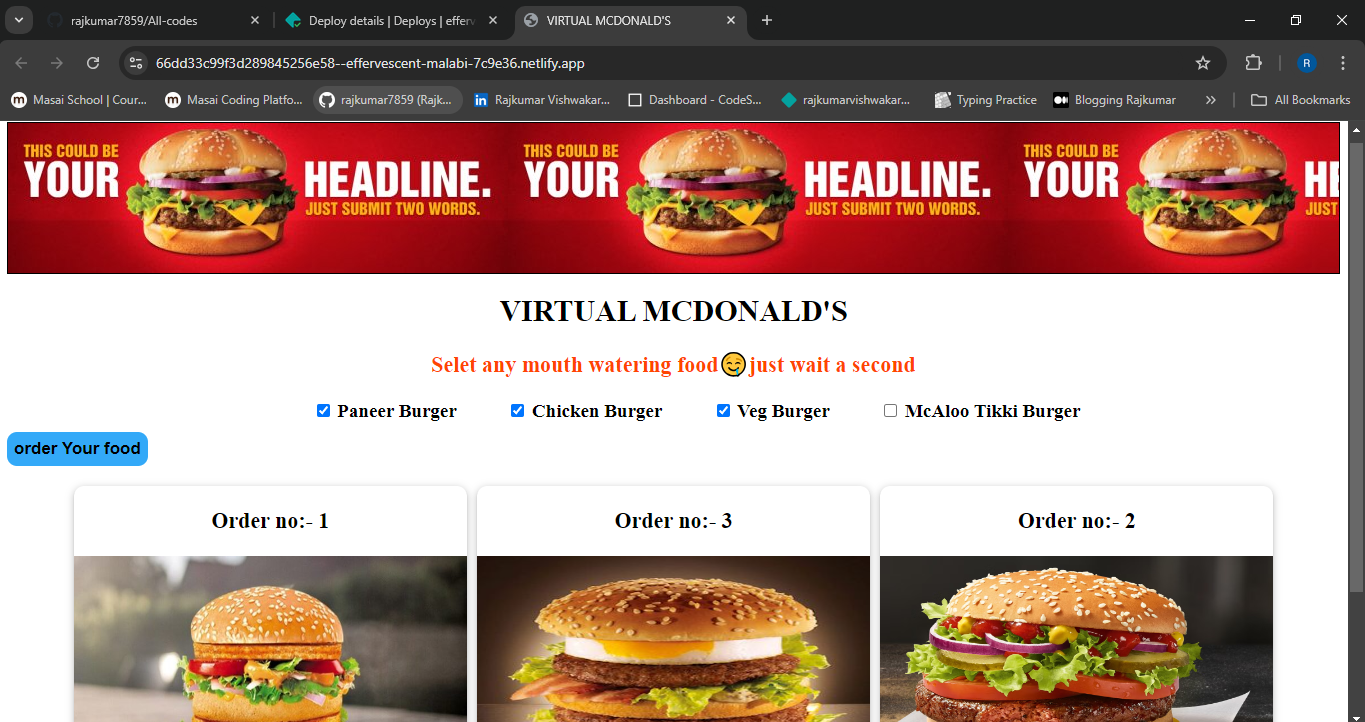 rajkumar7859/All-codes
Deploy details | Deploys | efferv
VIRTUAL MCDONALD'S
66dd33c99f3d289845256e58--effervescent-malabi-7c9e36.netlify.app
R
Masai School | Cour...
Masai Coding Platfo...
rajkumar7859 (Rajk...
Rajkumar Vishwakar...
Dashboard - CodeS...
rajkumarvishwakar...
Typing Practice
Blogging Rajkumar
All Bookmarks
THIS COULD BE
YOUR HEADLINE.
JUST SUBMIT TWO WORDS.
THIS COULD BE
YOUR HEADLINE.
JUST SUBMIT TWO WORDS.
THIS COULD BE
YOUR HE
JUST
VIRTUAL MCDONALD'S
Selet any mouth watering food🤤just wait a second
Paneer Burger Chicken Burger Veg Burger McAloo Tikki Burger
order Your food
Order no:- 1 Order no:- 3 Order no:- 2